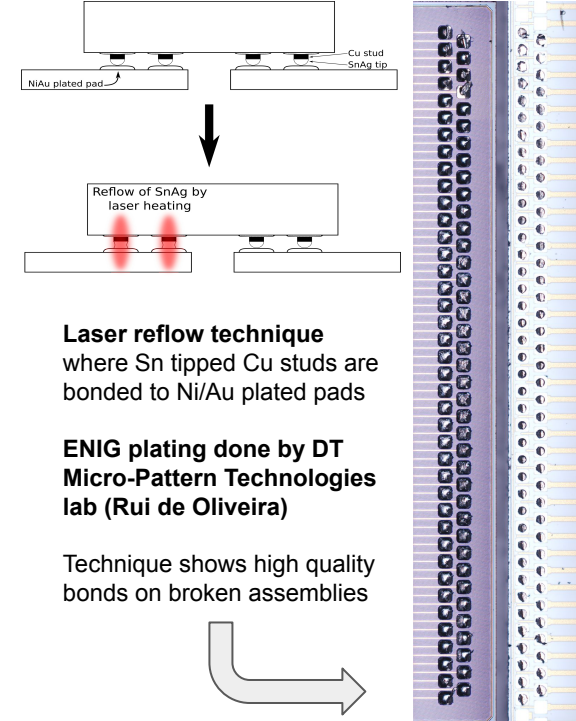 Cu stud
SnAg tip
NiAu plated pad
Reflow of SnAg by
laser heating
Laser reflow technique
where Sn tipped Cu studs are
bonded to Ni/Au plated pads
ENIG plating done by DT
Micro-Pattern Technologies
lab (Rui de Oliveira)
Technique shows high quality
bonds on broken assemblies